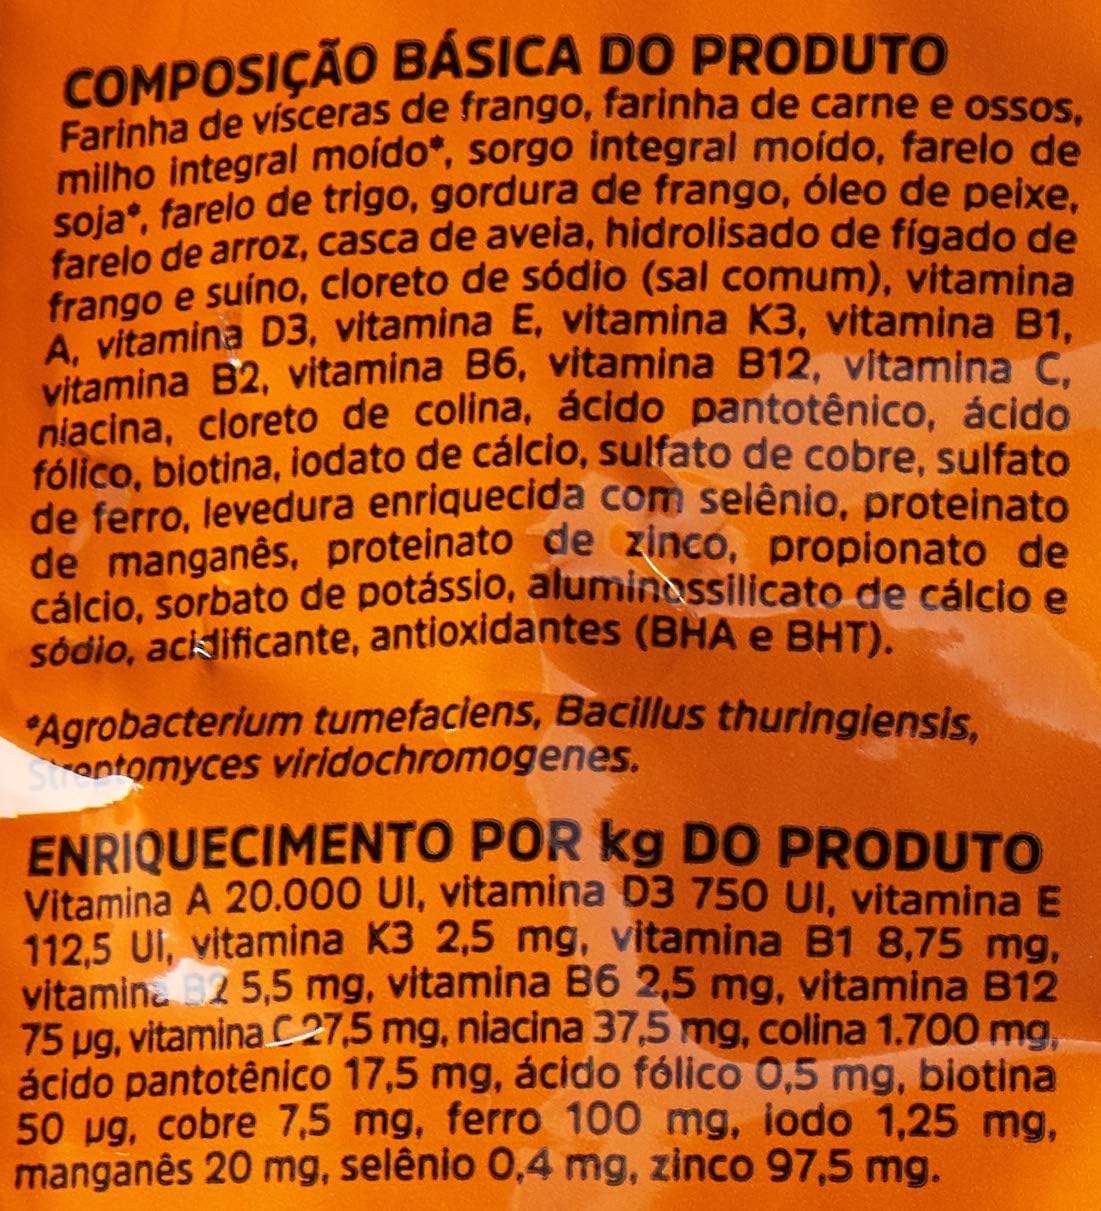 COMPOSIÇÃO BÁSICA DO PRODUTO
Farinha de vísceras de frango, farinha de carne e ossos,
milho integral moído*, sorgo integral moído, farelo de
soja*, farelo de trigo, gordura de frango, óleo de peixe,
farelo de arroz, casca de aveia, hidrolisado de fígado de
frango e suíno, cloreto de sódio (sal comum), vitamina
A, vitamina D3, vitamina E, vitamina K3, vitamina B1,
vitamina B2, vitamina B6, vitamina B12, vitamina C,
niacina, cloreto de colina, ácido pantotênico, ácido
fólico, biotina, iodato de cálcio, sulfato de cobre, sulfato
de ferro, levedura enriquecida com selênio, proteinato
de manganês, proteinato de zinco, propionato de
cálcio, sorbato de potássio, aluminossilicato de cálcio e
sódio, acidificante, antioxidantes (BHA e BHT).
*Agrobacterium tumefaciens, Bacillus thuringiensis,
Streptomyces viridochromogenes.
ENRIQUECIMENTO POR kg DO PRODUTO
Vitamina A 20.000 UI, vitamina D3 750 UI, vitamina E
112,5 UI, vitamina K3 2,5 mg, vitamina B1 8,75 mg,
vitamina B2 5,5 mg, vitamina B6 2,5 mg, vitamina B12
75 µg, vitamina C 27,5 mg, niacina 37,5 mg, colina 1.700 mg,
ácido pantotênico 17,5 mg, ácido fólico 0,5 mg, biotina
50 µg, cobre 7,5 mg, ferro 100 mg, iodo 1,25 mg,
manganês 20 mg, selênio 0,4 mg, zinco 97,5 mg.